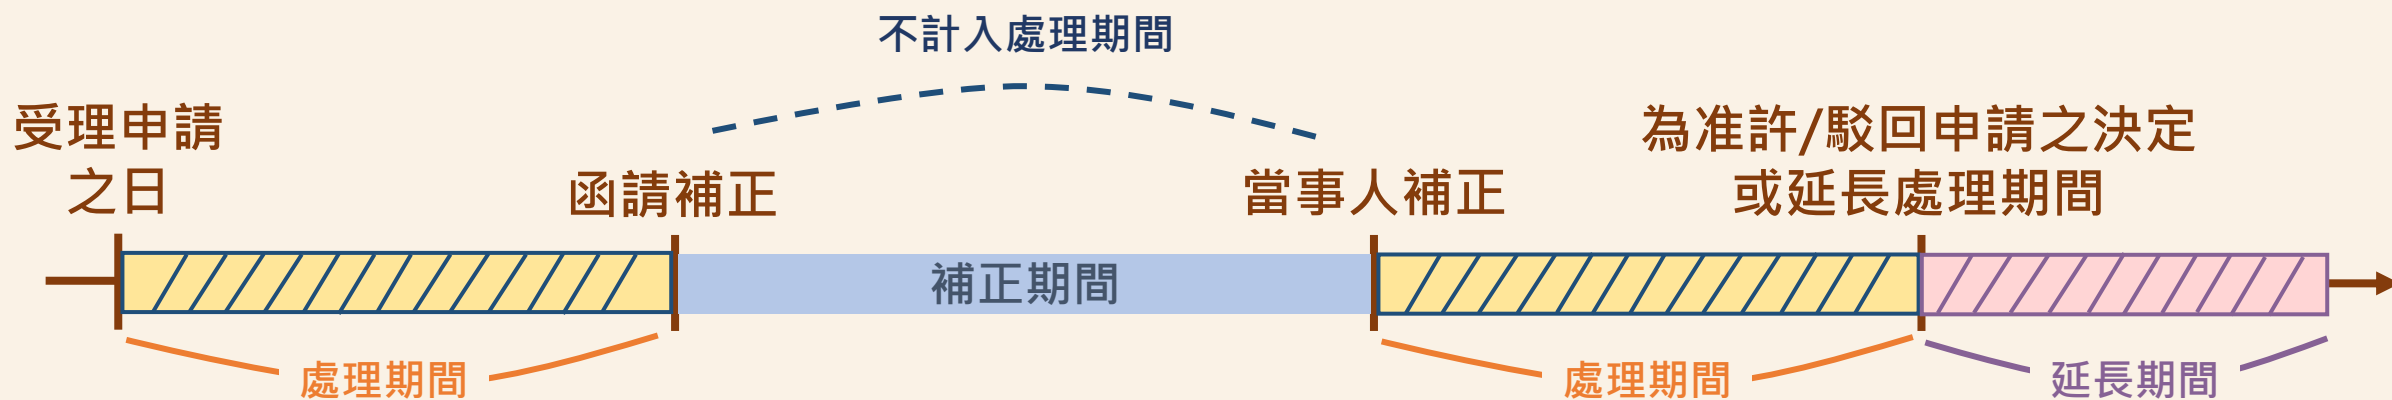 不計入處理期間
受理申請
之日
函請補正
當事人補正
為准許/駁回申請之決定
或延長處理期間
補正期間
處理期間
處理期間
延長期間